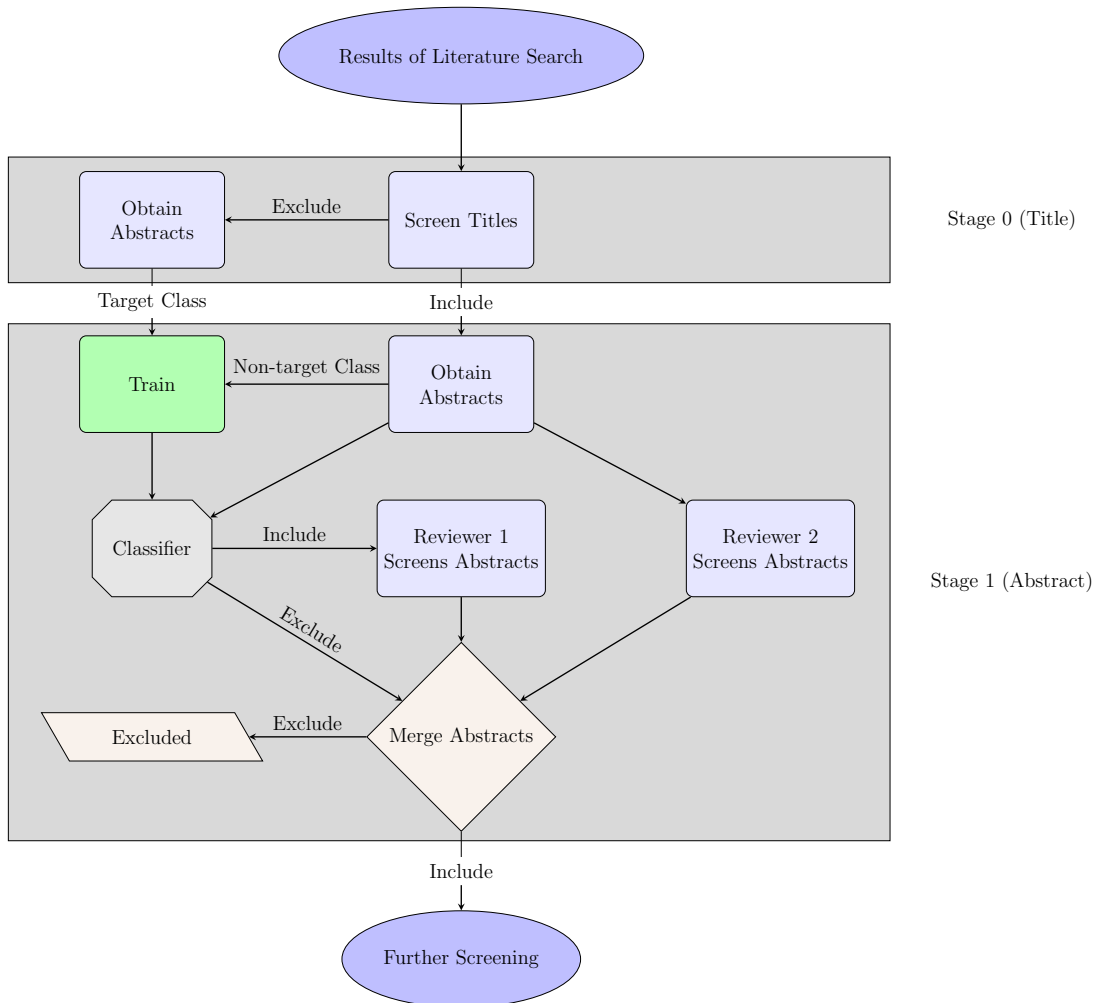 Results of Literature Search
Obtain
Abstracts
Exclude
Screen Titles
Stage 0 (Title)
Target Class
Include
Train
Non-target Class
Obtain
Abstracts
Classifier
Include
Reviewer 1
Screens Abstracts
Reviewer 2
Screens Abstracts
Stage 1 (Abstract)
Exclude
Excluded
Exclude
Merge Abstracts
Include
Further Screening